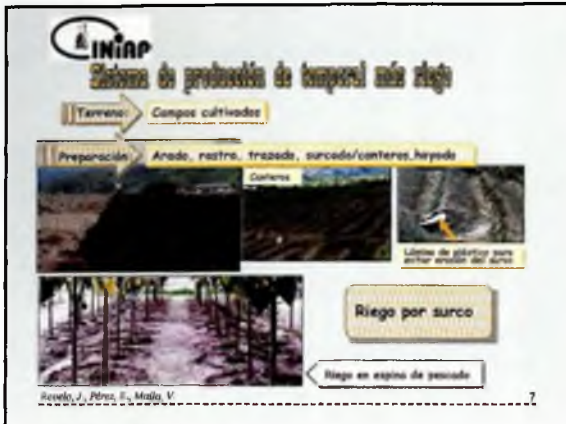 INIAP
Sistema de producción de temporal más riego
Terreno: Campos cultivados
Preparación Arado, rastra, trazado, surcado/canteros, hoyado
Canteros
Lámina de plástico para
evitar erosión del surco
Riego por surco
Riego en espina de pescado
Revelo, J., Pérez, E., Maila, V.
7